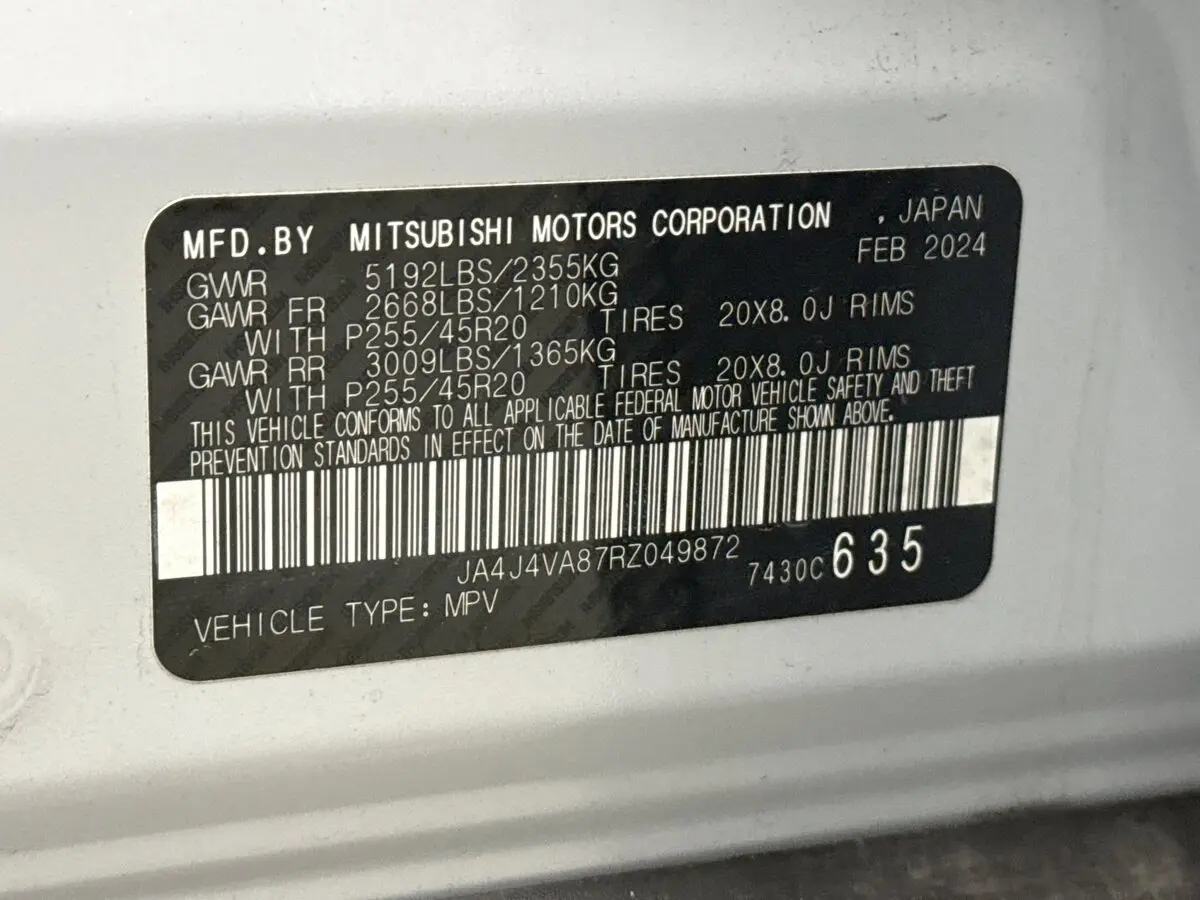 MFD.BY MITSUBISHI MOTORS CORPORATION , JAPAN
FEB 2024
GVWR 5192LBS/2355KG
GAWR FR 2668LBS/1210KG
WITH P255/45R20 TIRES 20X8.0J RIMS
GAWR RR 3009LBS/1365KG
WITH P255/45R20 TIRES 20X8.0J RIMS
THIS VEHICLE CONFORMS TO ALL APPLICABLE FEDERAL MOTOR VEHICLE SAFETY AND THEFT
PREVENTION STANDARDS IN EFFECT ON THE DATE OF MANUFACTURE SHOWN ABOVE.
JA4J4VA87RZ049872
7430C635
VEHICLE TYPE: MPV